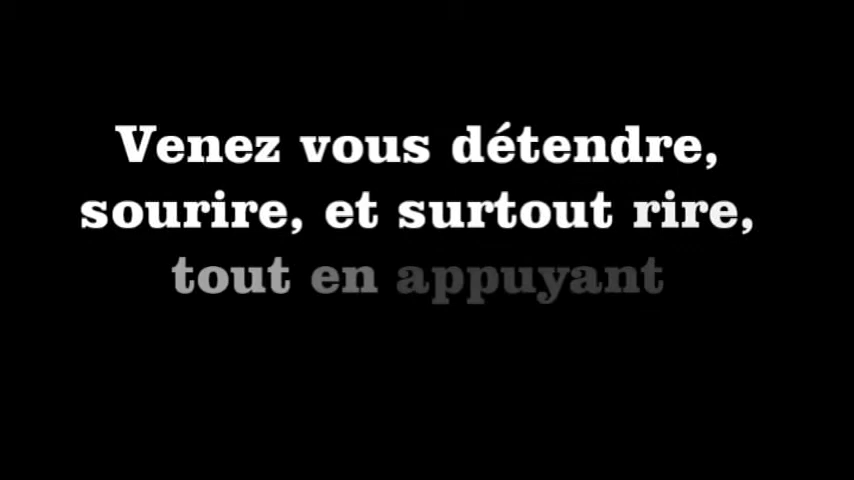 Venez vous détendre,
sourire, et surtout rire,
tout en appuyant